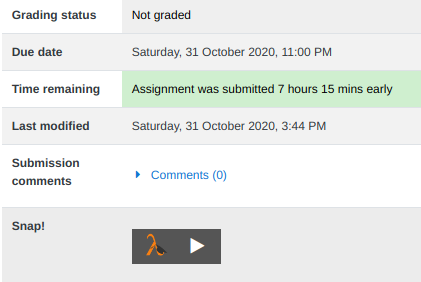 Grading status Not graded
Due date Saturday, 31 October 2020, 11:00 PM
Time remaining Assignment was submitted 7 hours 15 mins early
Last modified Saturday, 31 October 2020, 3:44 PM
Submission comments Comments (0)
Snap!